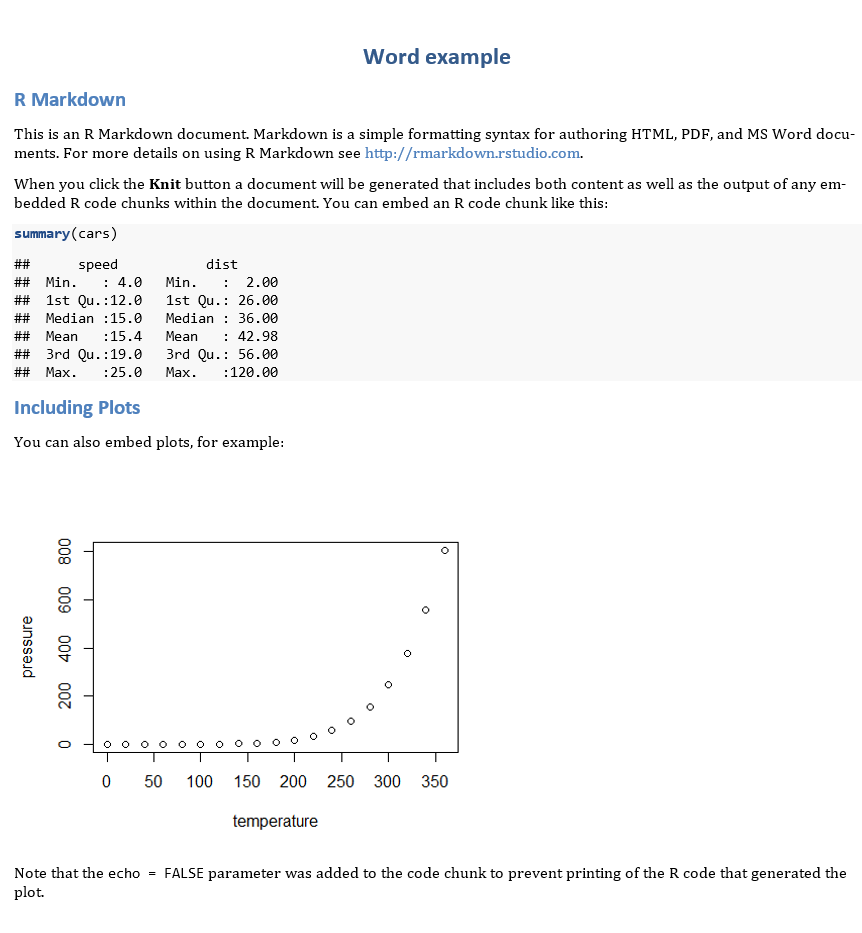 Word example
R Markdown
This is an R Markdown document. Markdown is a simple formatting syntax for authoring HTML, PDF, and MS Word docu-
ments. For more details on using R Markdown see http://rmarkdown.rstudio.com.
When you click the Knit button a document will be generated that includes both content as well as the output of any em-
bedded R code chunks within the document. You can embed an R code chunk like this:
summary(cars)
##      speed           dist
##  Min.   : 4.0   Min.   :  2.00
##  1st Qu.:12.0   1st Qu.: 26.00
##  Median :15.0   Median : 36.00
##  Mean   :15.4   Mean   : 42.98
##  3rd Qu.:19.0   3rd Qu.: 56.00
##  Max.   :25.0   Max.   :120.00
Including Plots
You can also embed plots, for example:
800
600
400
200
0
pressure
0 50 100 150 200 250 300 350
temperature
Note that the echo = FALSE parameter was added to the code chunk to prevent printing of the R code that generated the
plot.